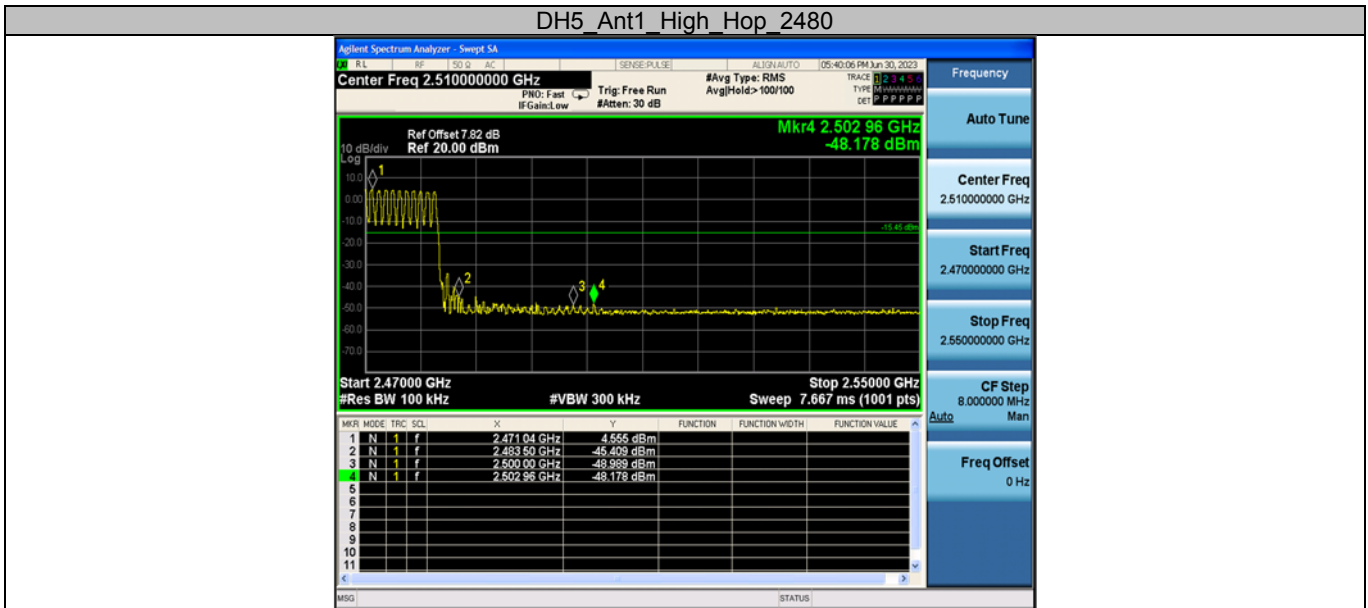 DH5_Ant1_High_Hop_2480
Agilent Spectrum Analyzer - Swept SA
RL RF 50 Ω AC SENSE:PULSE ALIGNAUTO 05:40:06 PM Jun 30, 2023
Center Freq 2.510000000 GHz
PNO: Fast
IFGain:Low
Trig: Free Run
#Atten: 30 dB
#Avg Type: RMS
Avg|Hold:> 100/100
TRACE 1 2 3 4 5 6
TYPE M
DET P P P P P P
Ref Offset 7.82 dB
Ref 20.00 dBm
10 dB/div
Log
Mkr4 2.502 96 GHz
-48.178 dBm
10.0
0.00
-10.0
-20.0
-30.0
-40.0
-50.0
-60.0
-70.0
1
2
3
4
-15.45 dBm
Start 2.47000 GHz
#Res BW 100 kHz
#VBW 300 kHz
Stop 2.55000 GHz
Sweep 7.667 ms (1001 pts)
MKR MODE TRC SCL X Y FUNCTION FUNCTION WIDTH FUNCTION VALUE
1 N 1 f 2.471 04 GHz 4.555 dBm
2 N 1 f 2.483 50 GHz -45.409 dBm
3 N 1 f 2.500 00 GHz -48.989 dBm
4 N 1 f 2.502 96 GHz -48.178 dBm
5
6
7
8
9
10
11
MSG
STATUS
Frequency
Auto Tune
Center Freq
2.510000000 GHz
Start Freq
2.470000000 GHz
Stop Freq
2.550000000 GHz
CF Step
8.000000 MHz
Auto Man
Freq Offset
0 Hz